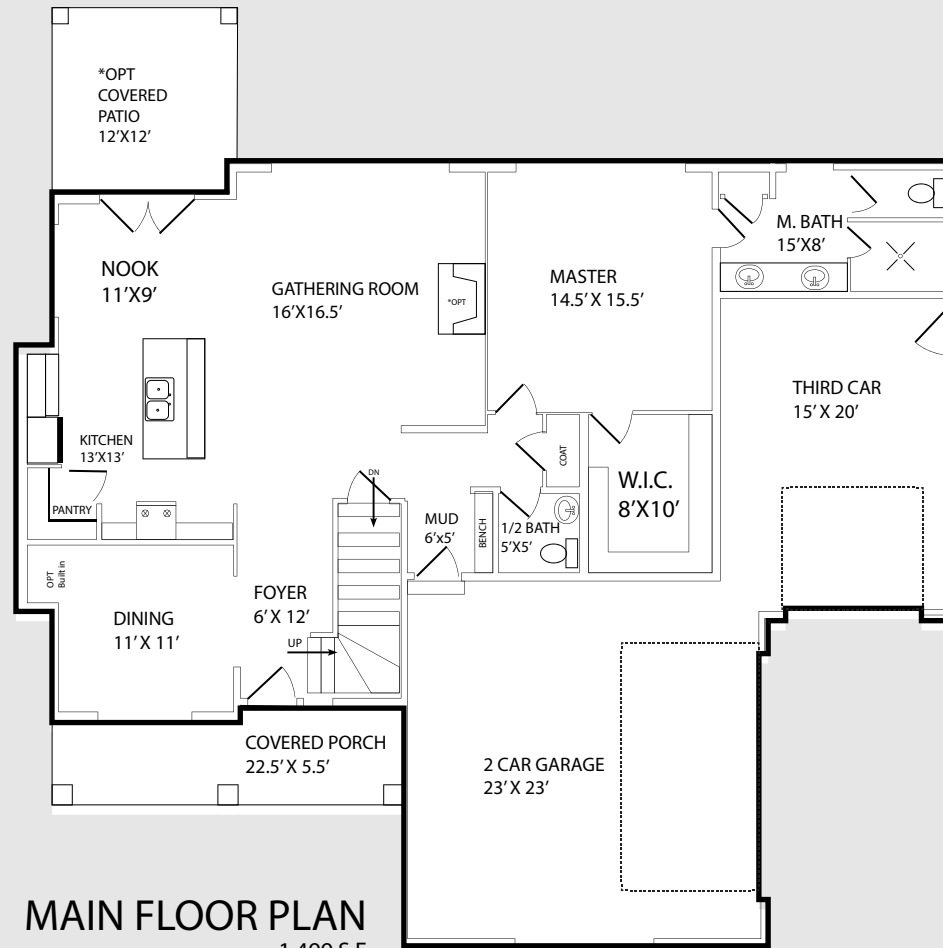 *OPT
COVERED
PATIO
12'X12'
NOOK
11'X9'
GATHERING ROOM
16'X16.5'
*OPT
MASTER
14.5' X 15.5'
M. BATH
15'X8'
THIRD CAR
15' X 20'
KITCHEN
13'X13'
PANTRY
COAT
W.I.C.
8'X10'
DN
MUD
6'x5'
BENCH
1/2 BATH
5'X5'
OPT
Built in
DINING
11' X 11'
FOYER
6' X 12'
UP
COVERED PORCH
22.5' X 5.5'
2 CAR GARAGE
23' X 23'
MAIN FLOOR PLAN